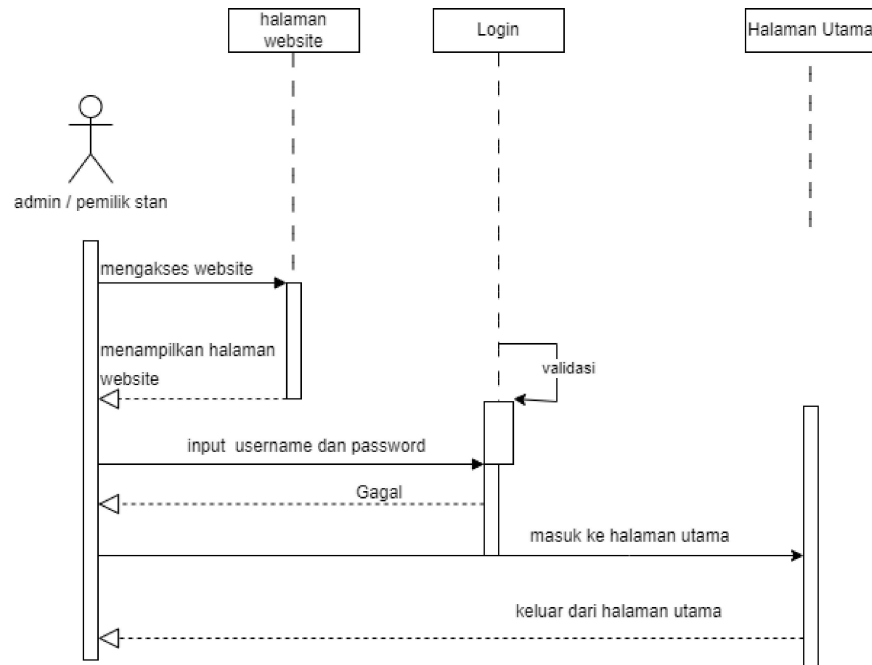 halaman
website
Login
Halaman Utama
admin / pemilik stan
mengakses website
menampilkan halaman
website
validasi
input username dan password
Gagal
masuk ke halaman utama
keluar dari halaman utama